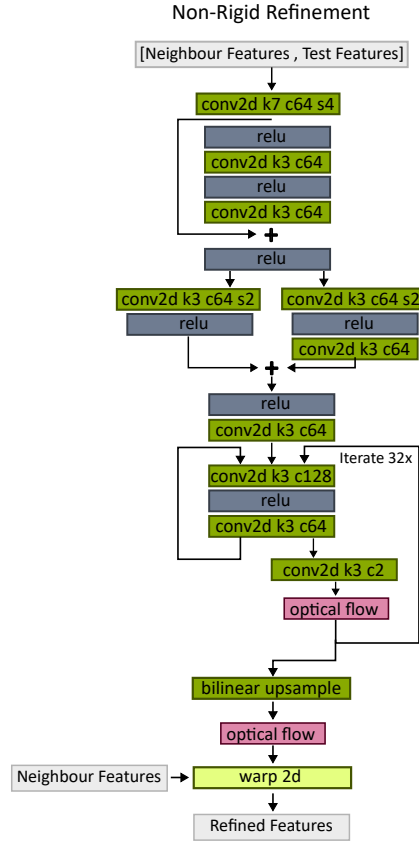 Non-Rigid Refinement
[Neighbour Features , Test Features]
conv2d k7 c64 s4
relu
conv2d k3 c64
relu
conv2d k3 c64
+
relu
conv2d k3 c64 s2
conv2d k3 c64 s2
relu
relu
conv2d k3 c64
+
relu
conv2d k3 c64
Iterate 32x
conv2d k3 c128
relu
conv2d k3 c64
conv2d k3 c2
optical flow
bilinear upsample
optical flow
Neighbour Features
warp 2d
Refined Features